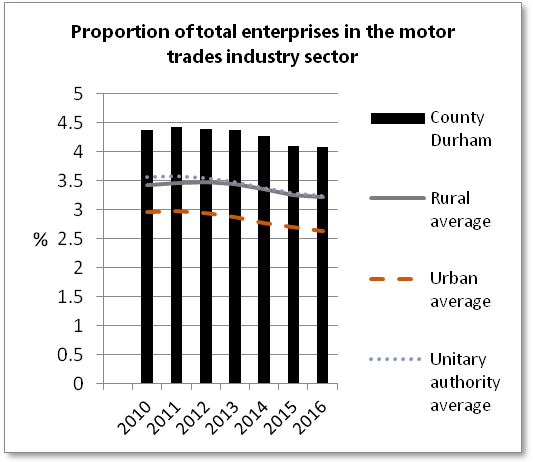 Proportion of total enterprises in the motor
trades industry sector
5
4.5
4
3.5
3
2.5
2
1.5
1
0.5
0
%
2010
2011
2012
2013
2014
2015
2016
County
Durham
Rural
average
Urban
average
Unitary
authority
average